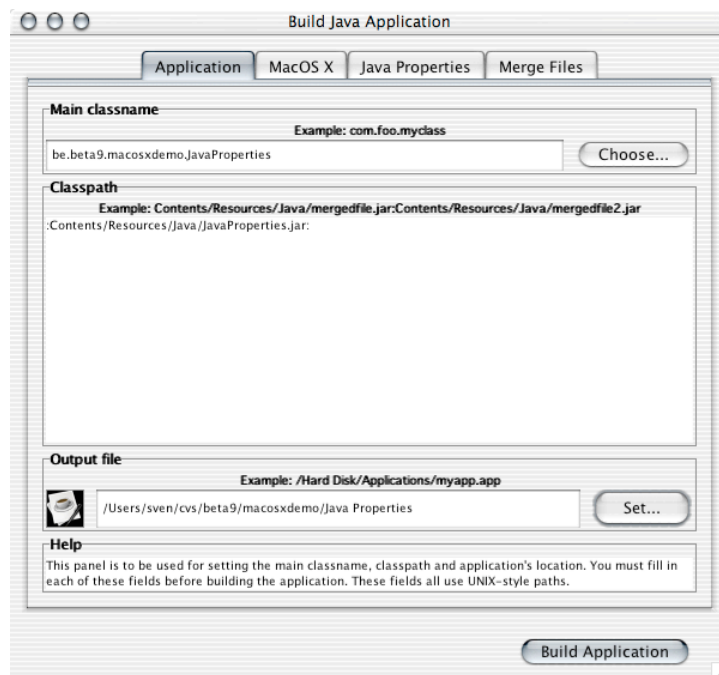 Build Java Application
Application MacOS X Java Properties Merge Files
Main classname
Example: com.foo.myclass
be.beta9.macosxdemo.JavaProperties Choose...
Classpath
Example: Contents/Resources/Java/mergedfile.jar:Contents/Resources/Java/mergedfile2.jar
:Contents/Resources/Java/JavaProperties.jar:
Output file
Example: /Hard Disk/Applications/myapp.app
/Users/sven/cvs/beta9/macosxdemo/Java Properties Set...
Help
This panel is to be used for setting the main classname, classpath and application's location. You must fill in
each of these fields before building the application. These fields all use UNIX-style paths.
Build Application